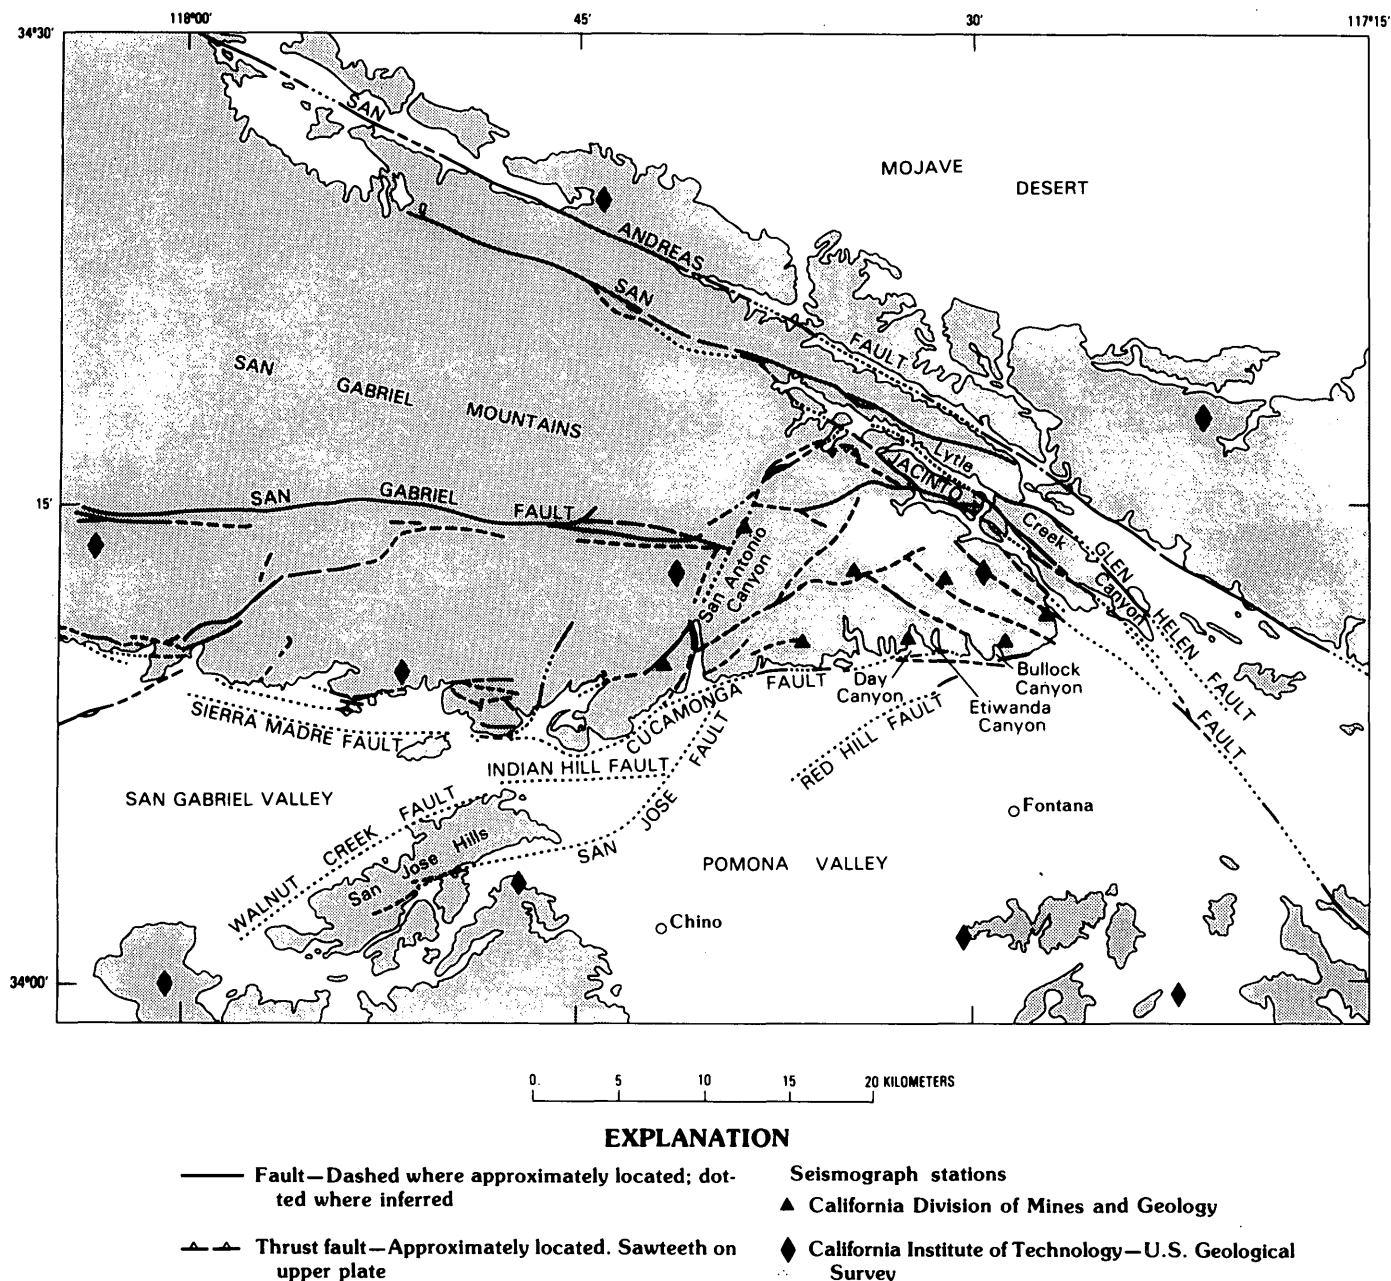 118°00' 45' 30' 117°15'
34°30'
SAN
MOJAVE
DESERT
ANDREAS
SAN
FAULT
SAN
GABRIEL
MOUNTAINS
Lytle
JACINTO
SAN GABRIEL FAULT
15'
Creek
Canyon
San Antonio
Canyon
GLEN
HELEN
FAULT
FAULT
Bullock
Canyon
Day
Canyon
Etiwanda
Canyon
CUCAMONGA FAULT
SIERRA MADRE FAULT
RED HILL FAULT
INDIAN HILL FAULT
SAN GABRIEL VALLEY
WALNUT CREEK FAULT
San Jose Hills
SAN JOSE FAULT
Fontana
POMONA VALLEY
Chino
34°00'
0. 5 10 15 20 KILOMETERS
EXPLANATION
Fault—Dashed where approximately located; dot-
ted where inferred
Thrust fault—Approximately located. Sawteeth on
upper plate
Seismograph stations
California Division of Mines and Geology
California Institute of Technology—U.S. Geological
Survey